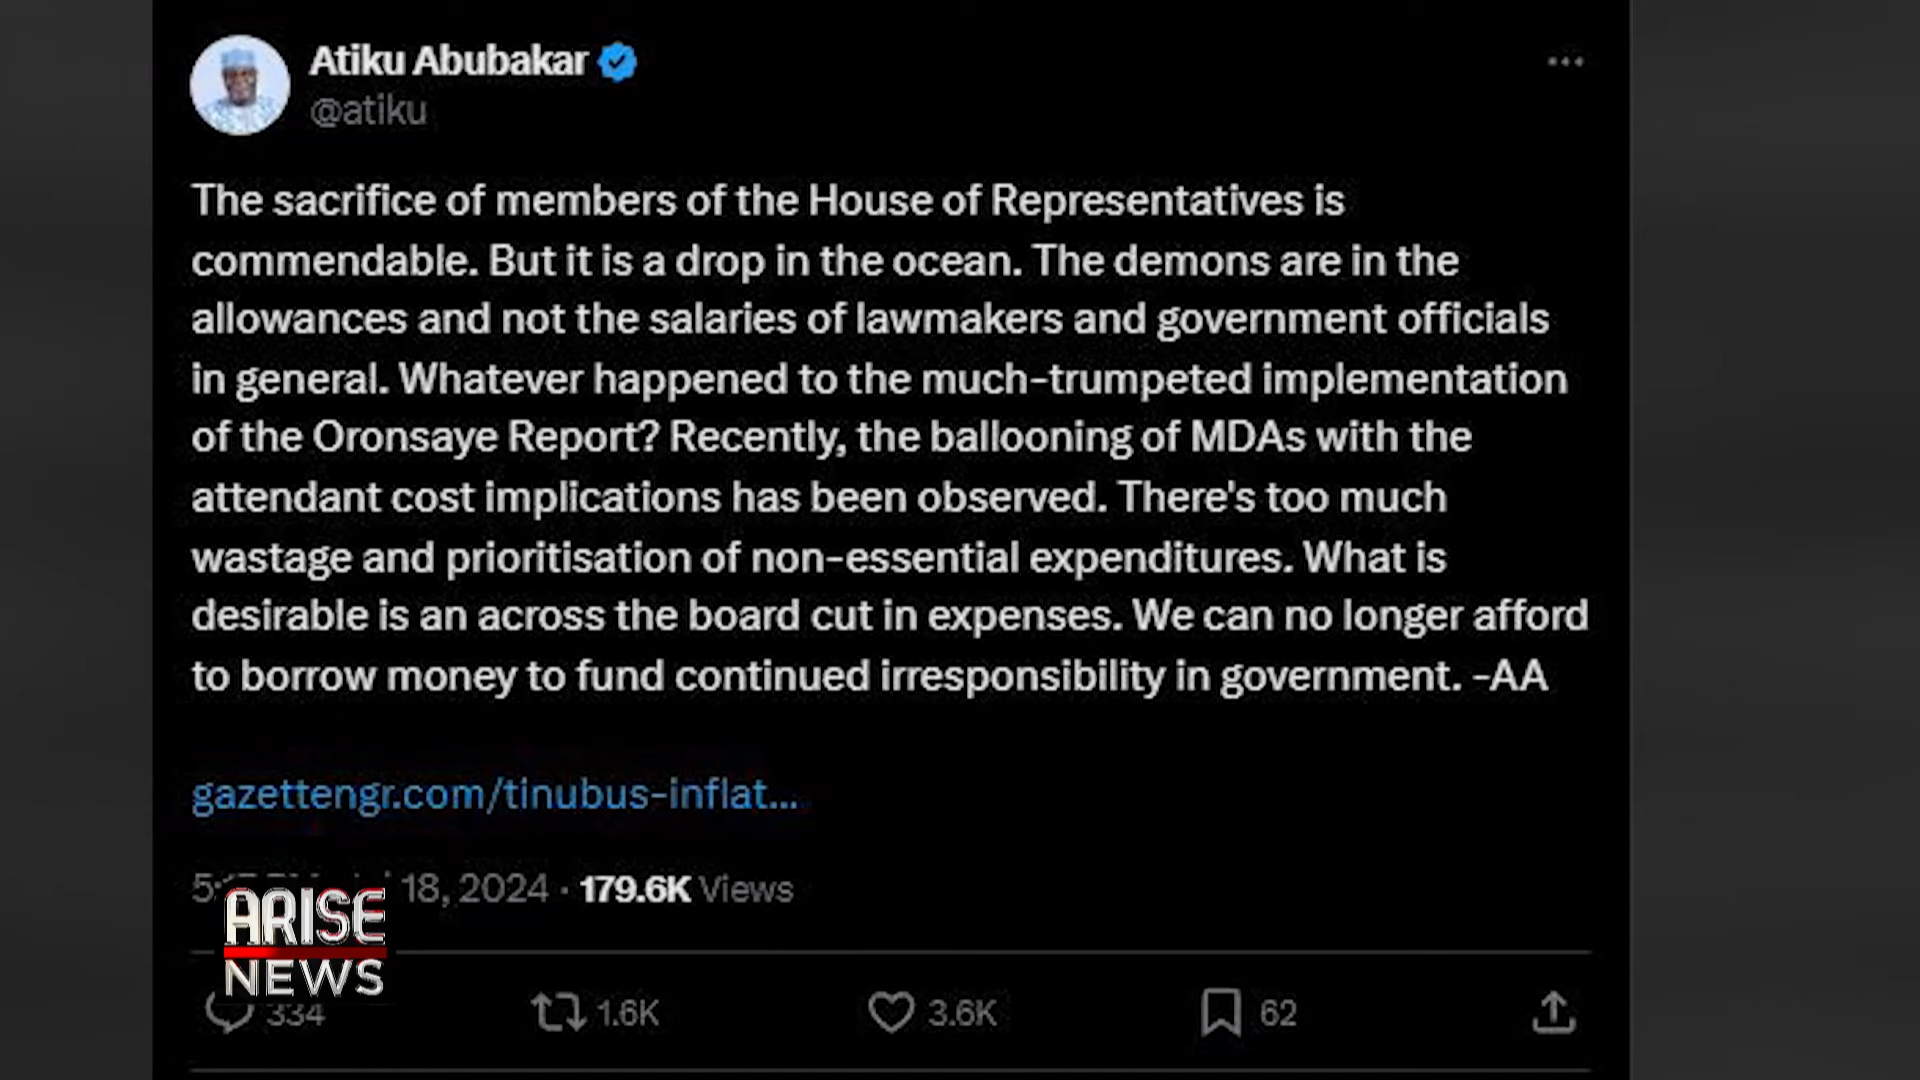 Atiku Abubakar
@atiku
The sacrifice of members of the House of Representatives is
commendable. But it is a drop in the ocean. The demons are in the
allowances and not the salaries of lawmakers and government officials
in general. Whatever happened to the much-trumpeted implementation
of the Oronsaye Report? Recently, the ballooning of MDAs with the
attendant cost implications has been observed. There's too much
wastage and prioritisation of non-essential expenditures. What is
desirable is an across the board cut in expenses. We can no longer afford
to borrow money to fund continued irresponsibility in government. -AA
gazettengr.com/tinubus-inflat...
18, 2024 · 179.6K Views
ARISE
NEWS
334 1.6K 3.6K 62